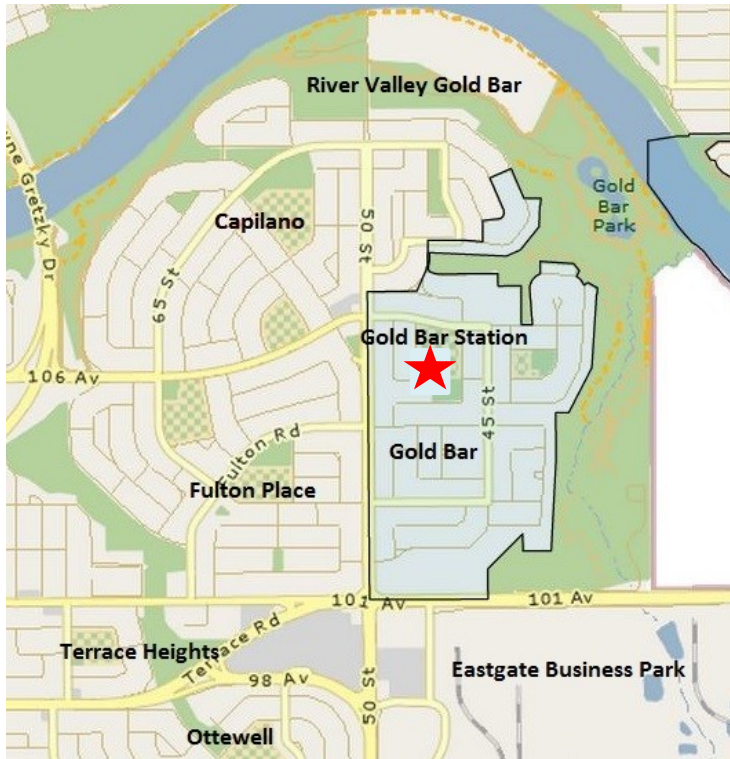 River Valley Gold Bar
Gold
Bar
Park
Capilano
50 St
65 St
Gold Bar Station
106 Av
45 St
Fulton Rd
Gold Bar
Fulton Place
101 Av
101 Av
Terrace Heights
Terrace Rd
98 Av
50 St
Eastgate Business Park
Ottewell
Gretzky Dr